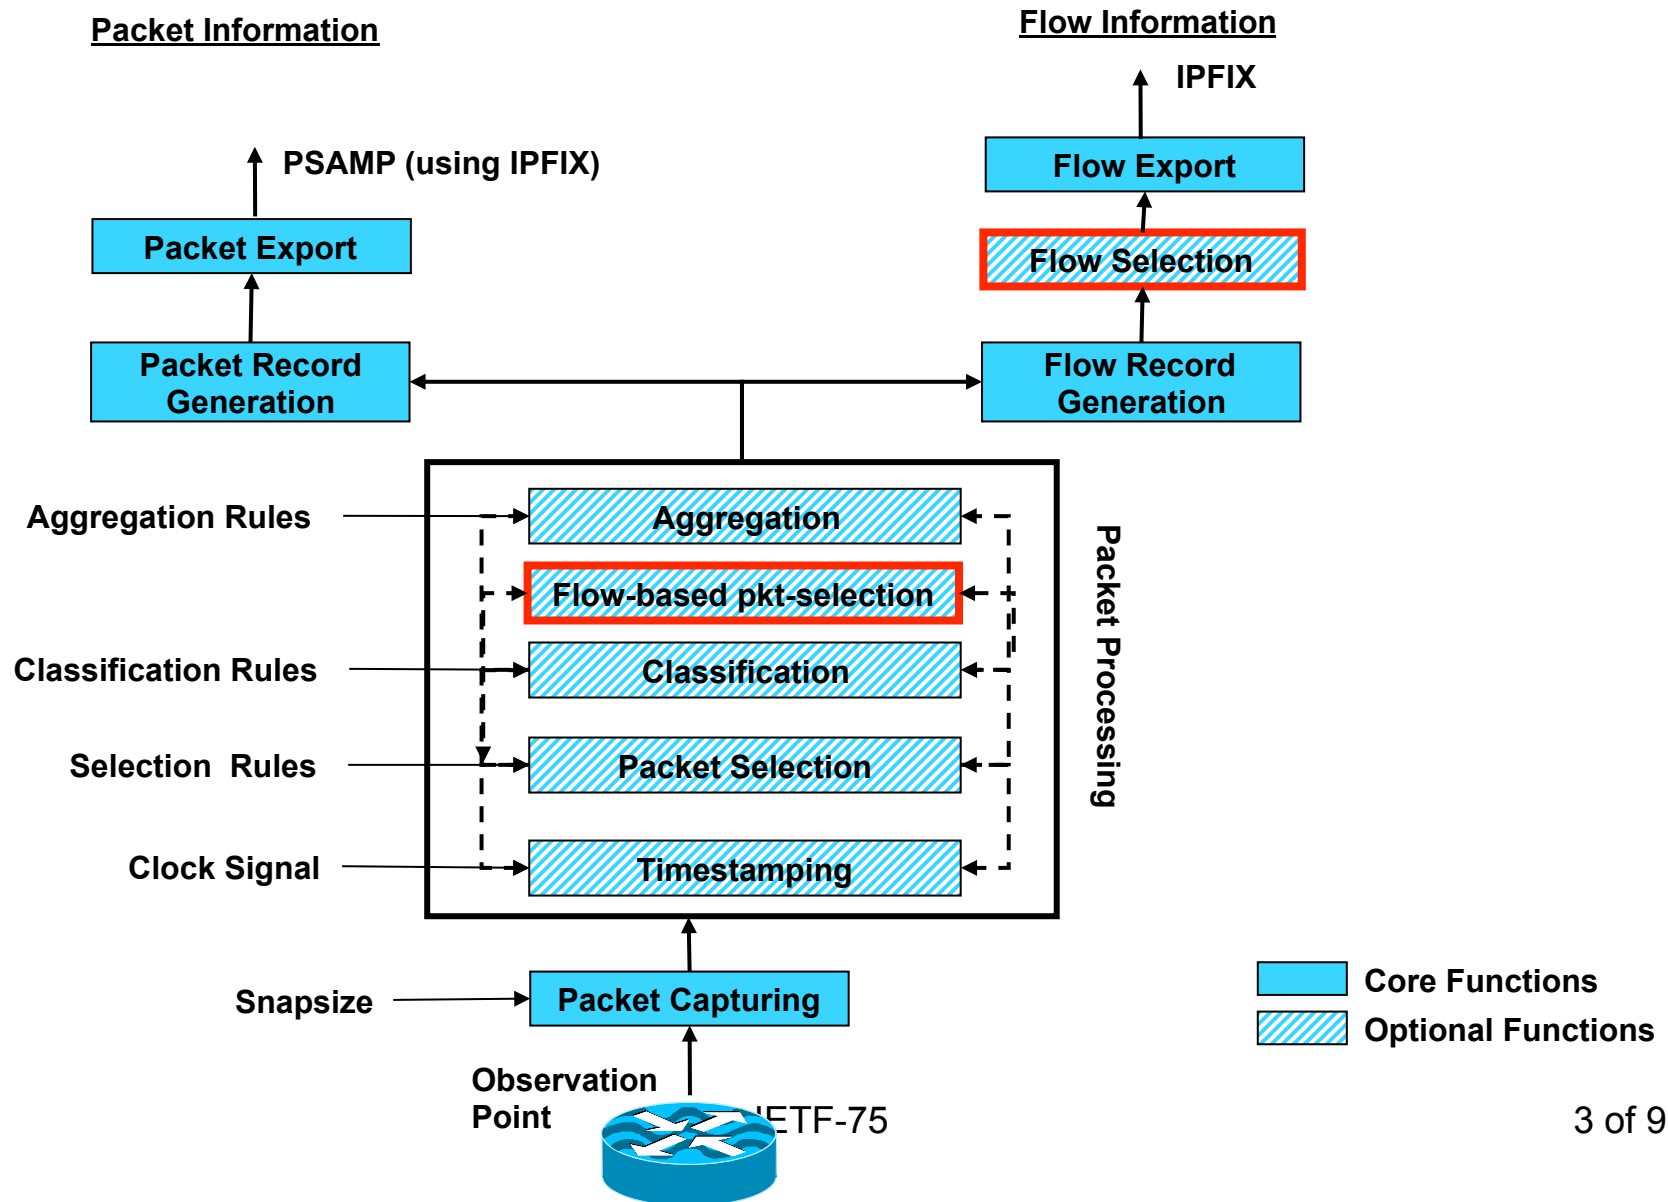 Packet Information
Flow Information
IPFIX
PSAMP (using IPFIX)
Flow Export
Packet Export
Flow Selection
Packet Record
Generation
Flow Record
Generation
Aggregation Rules
Aggregation
Flow-based pkt-selection
Classification Rules
Classification
Selection Rules
Packet Selection
Clock Signal
Timestamping
Packet Processing
Snapsize
Packet Capturing
Core Functions
Optional Functions
Observation
Point
IETF-75
3 of 9